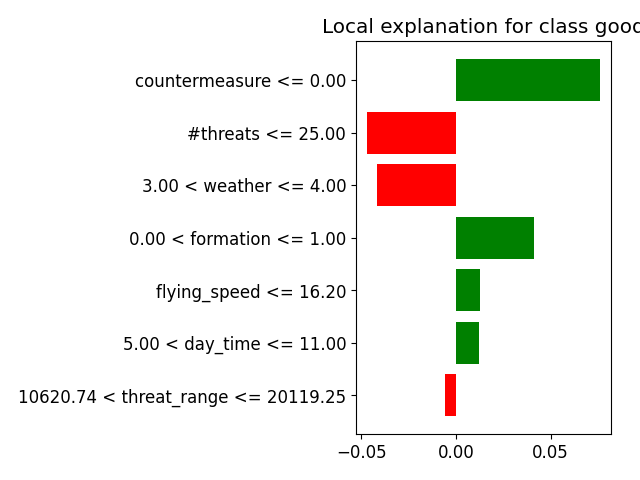 Local explanation for class good
countermeasure <= 0.00
#threats <= 25.00
3.00 < weather <= 4.00
0.00 < formation <= 1.00
flying_speed <= 16.20
5.00 < day_time <= 11.00
10620.74 < threat_range <= 20119.25
−0.05 0.00 0.05